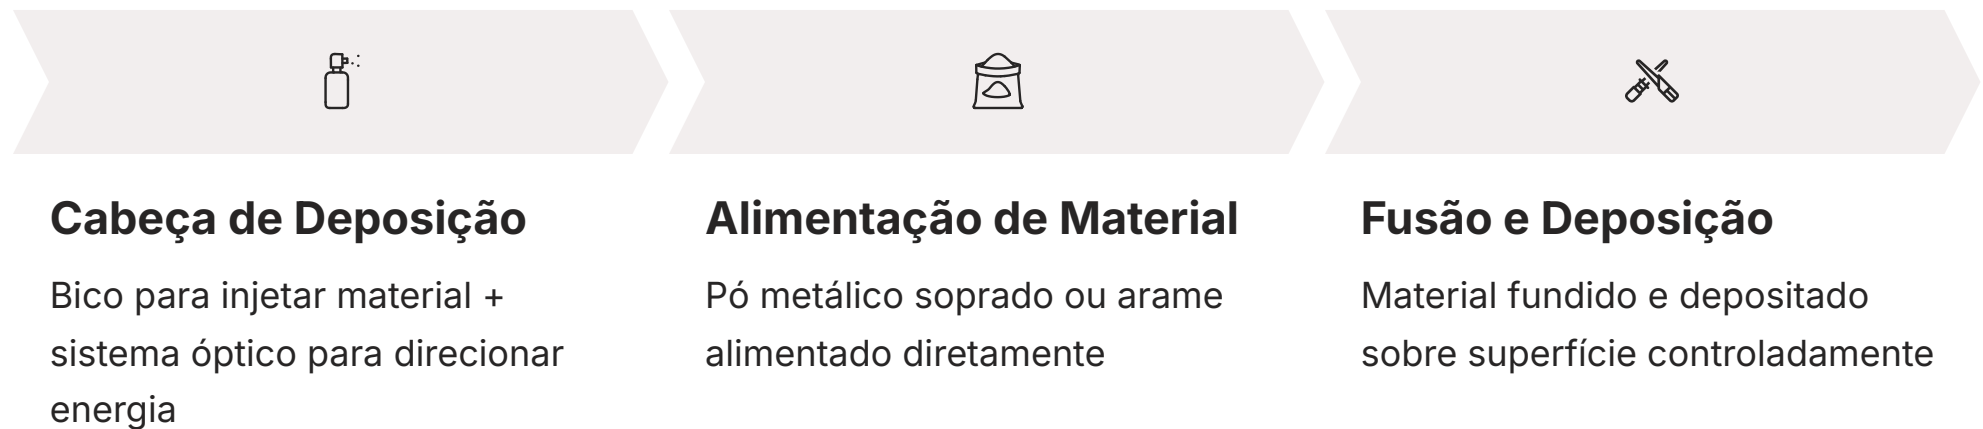 Cabeça de Deposição
Bico para injetar material +
sistema óptico para direcionar
energia
Alimentação de Material
Pó metálico soprado ou arame
alimentado diretamente
Fusão e Deposição
Material fundido e depositado
sobre superfície controladamente